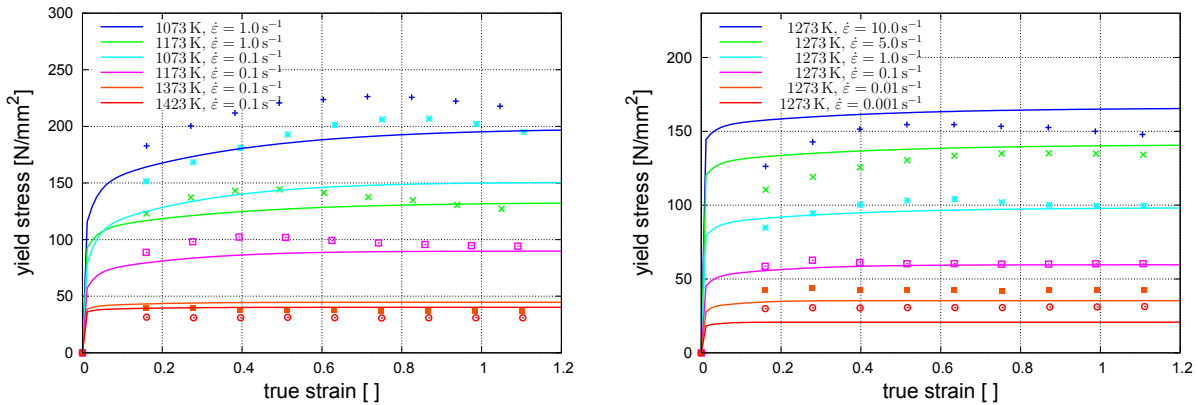 300
250
200
150
100
50
0
yield stress [N/mm²]
1073 K, ε̇ = 1.0 s⁻¹
1173 K, ε̇ = 1.0 s⁻¹
1073 K, ε̇ = 0.1 s⁻¹
1173 K, ε̇ = 0.1 s⁻¹
1373 K, ε̇ = 0.1 s⁻¹
1423 K, ε̇ = 0.1 s⁻¹
0 0.2 0.4 0.6 0.8 1.0 1.2
true strain [ ]
200
150
100
50
0
yield stress [N/mm²]
1273 K, ε̇ = 10.0 s⁻¹
1273 K, ε̇ = 5.0 s⁻¹
1273 K, ε̇ = 1.0 s⁻¹
1273 K, ε̇ = 0.1 s⁻¹
1273 K, ε̇ = 0.01 s⁻¹
1273 K, ε̇ = 0.001 s⁻¹
0 0.2 0.4 0.6 0.8 1.0 1.2
true strain [ ]